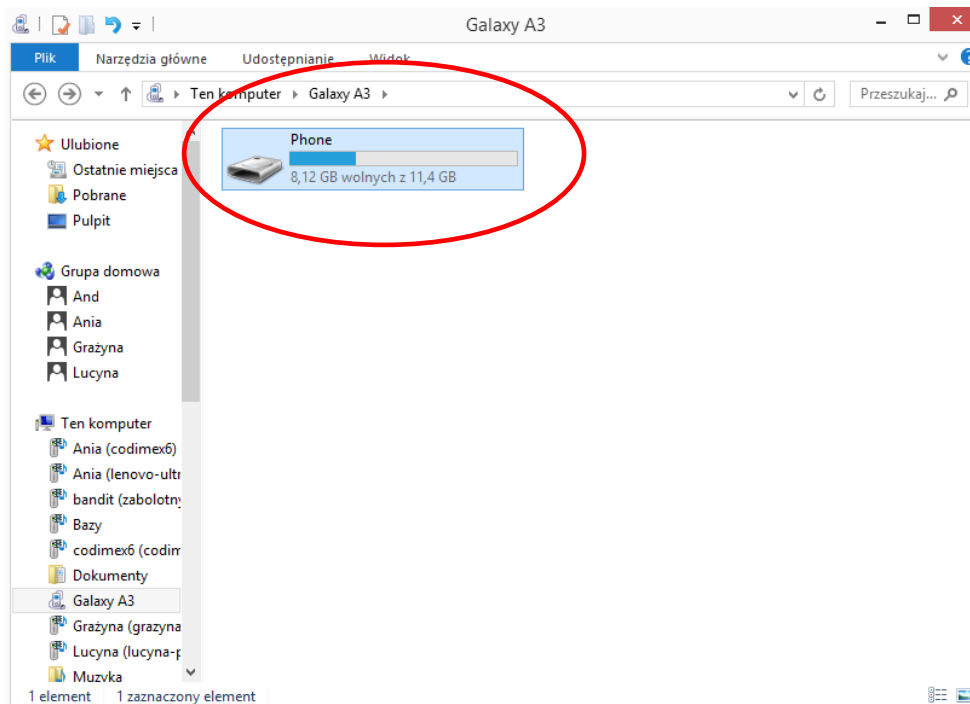 Galaxy A3
Plik Narzędzia główne Udostępnianie Widok
Ten komputer Galaxy A3 Przeszukaj...
Ulubione
Ostatnie miejsca
Pobrane
Pulpit
Grupa domowa
And
Ania
Grażyna
Lucyna
Ten komputer
Ania (codimex6)
Ania (lenovo-ultr
bandit (zabolotny
Bazy
codimex6 (codim
Dokumenty
Galaxy A3
Grażyna (grazyna
Lucyna (lucyna-p
Muzyka
Phone
8,12 GB wolnych z 11,4 GB
1 element 1 zaznaczony element